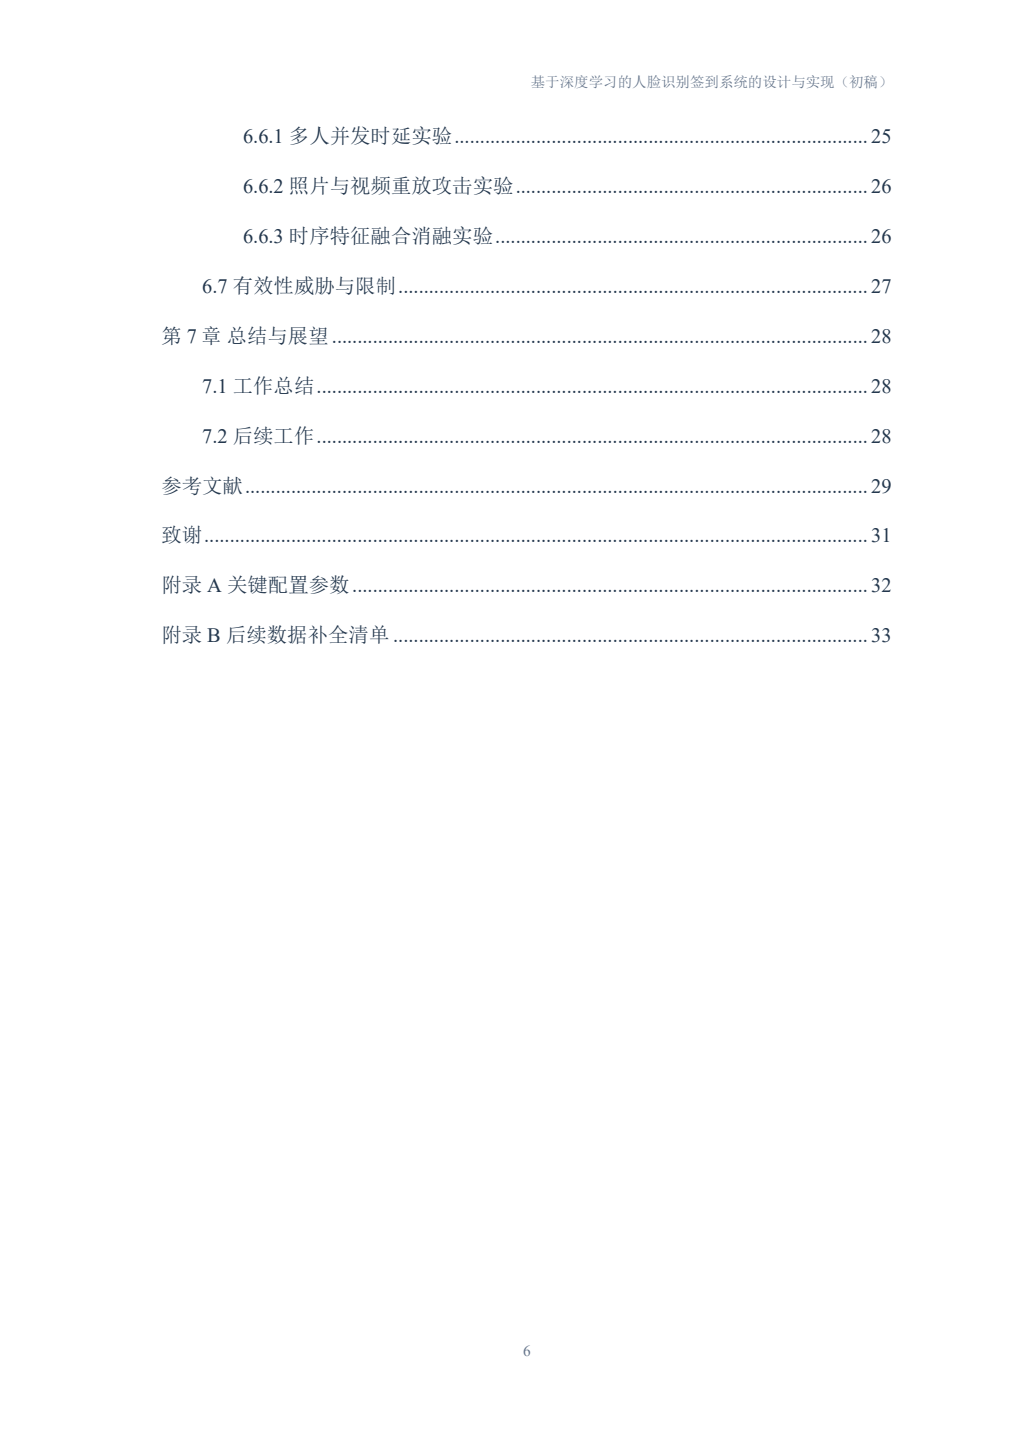 基于深度学习的人脸识别签到系统的设计与实现（初稿）
6.6.1 多人并发时延实验........................................25
6.6.2 照片与视频重放攻击实验........................................26
6.6.3 时序特征融合消融实验........................................26
6.7 有效性威胁与限制........................................27
第 7 章 总结与展望........................................28
7.1 工作总结........................................28
7.2 后续工作........................................28
参考文献........................................29
致谢........................................31
附录 A 关键配置参数........................................32
附录 B 后续数据补全清单........................................33
6